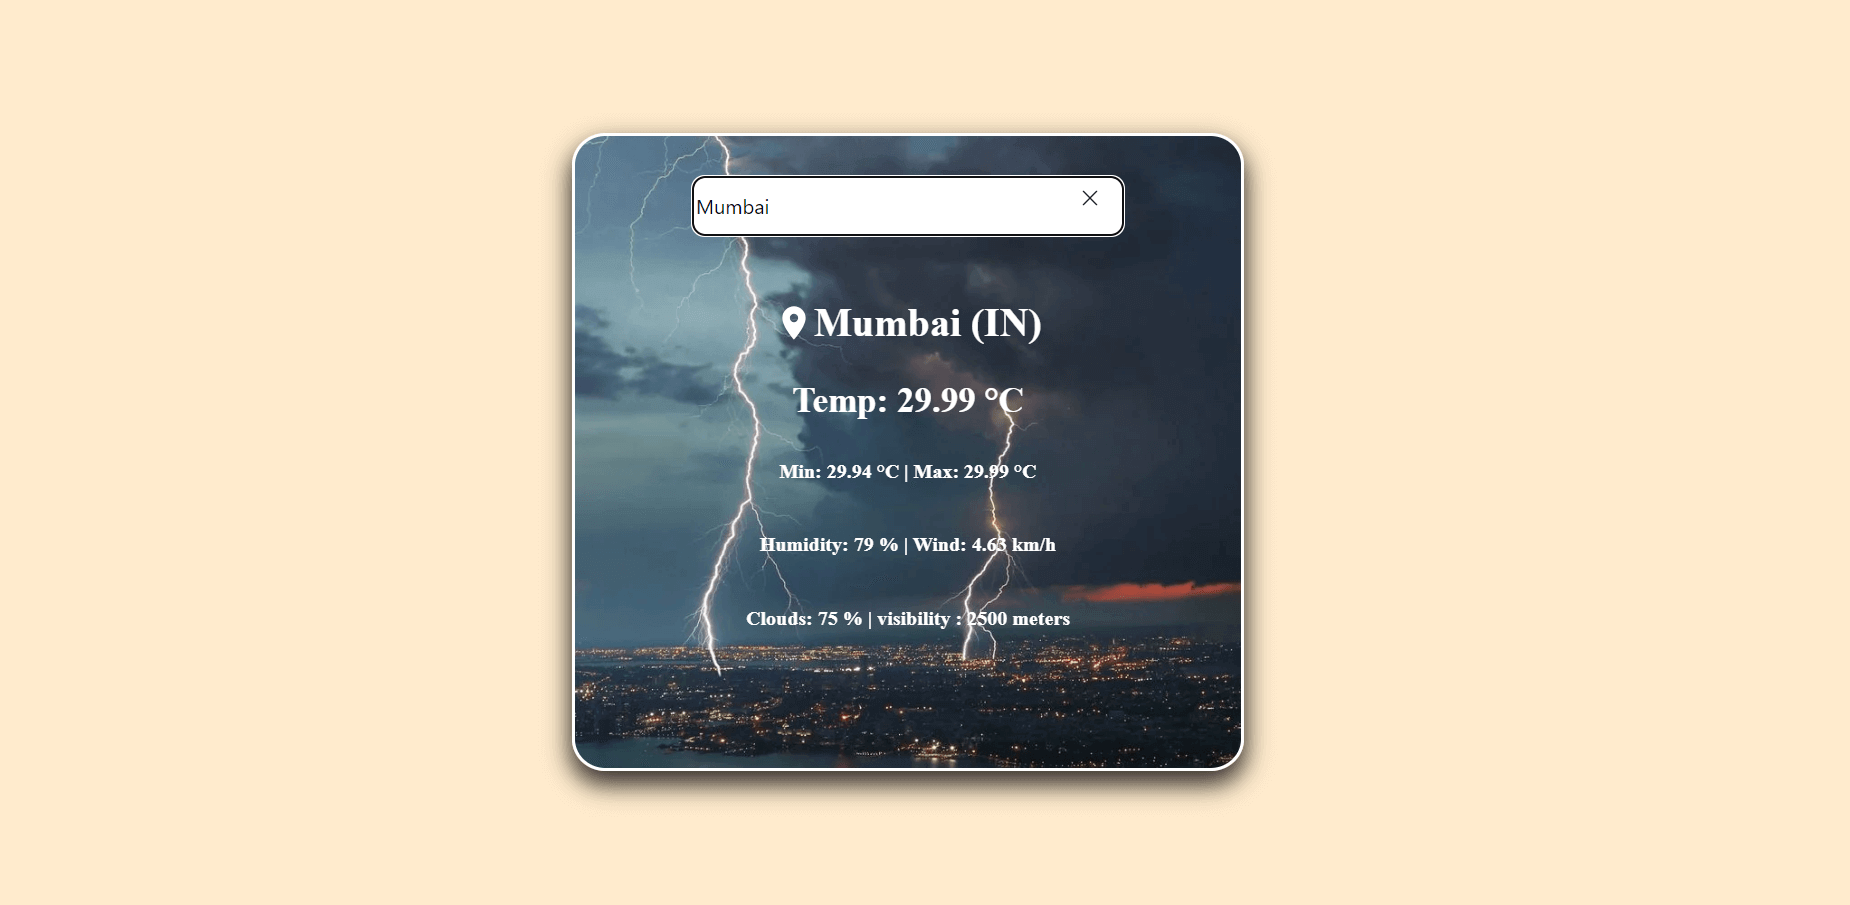 Mumbai
Mumbai (IN)
Temp: 29.99 °C
Min: 29.94 °C | Max: 29.99 °C
Humidity: 79 % | Wind: 4.63 km/h
Clouds: 75 % | visibility : 2500 meters